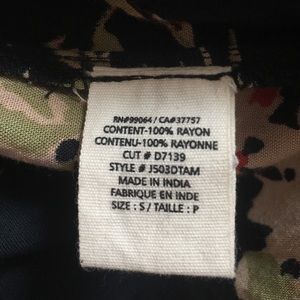 RN#99064 / CA#37757
CONTENT-100% RAYON
CONTENU-100% RAYONNE
CUT # D7139
STYLE # J503DTAM
MADE IN INDIA
FABRIQUE EN INDE
SIZE : S / TAILLE : P